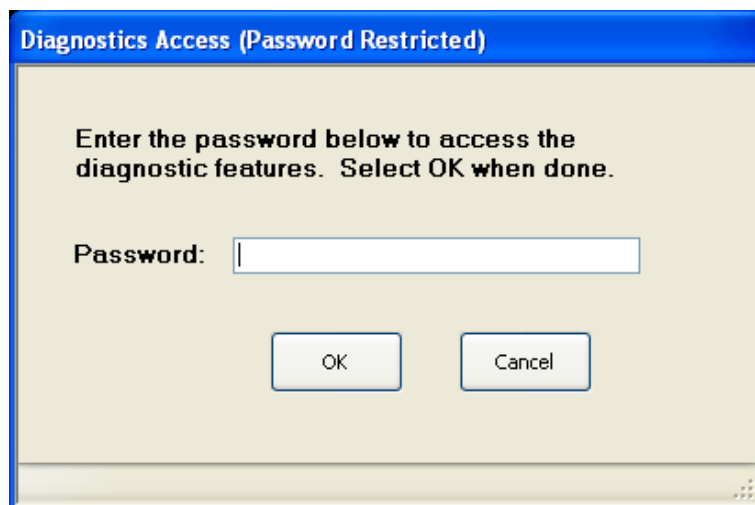 Diagnostics Access (Password Restricted)
Enter the password below to access the
diagnostic features.  Select OK when done.
Password:
OK
Cancel